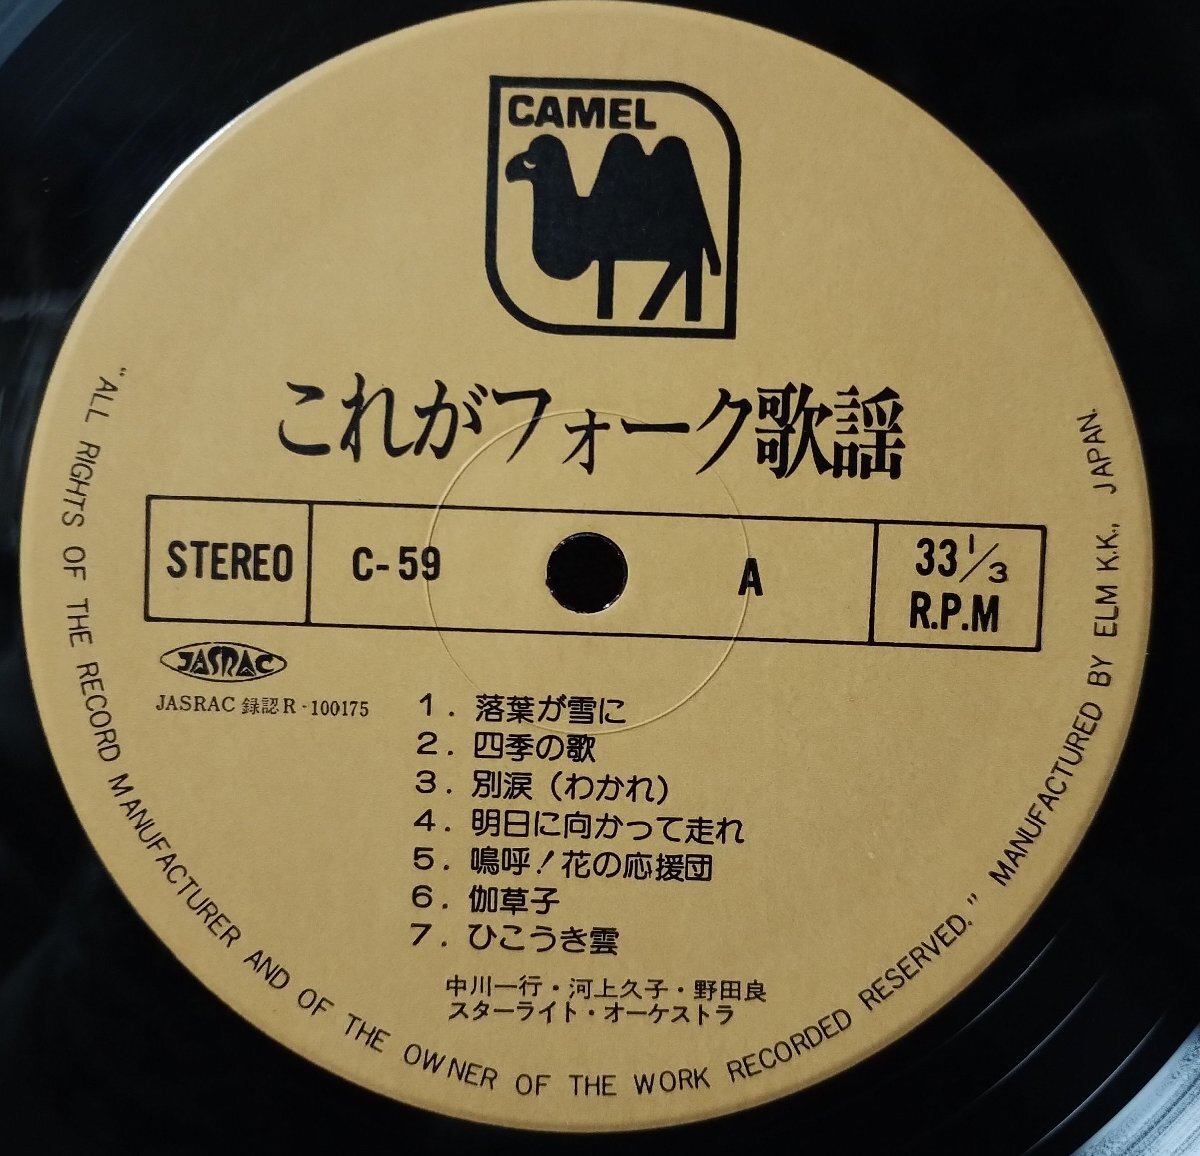 CAMEL
これがフォーク歌謡
STEREO
C-59
A
33 1/3
R.P.M
JASRAC
JASRAC 録認R-100175
1. 落葉が雪に
2. 四季の歌
3. 別涙(わかれ)
4. 明日に向かって走れ
5. 嗚呼!花の応援団
6. 伽草子
7. ひこうき雲
中川一行・河上久子・野田良
スターライト・オーケストラ
"ALL RIGHTS OF THE RECORD MANUFACTURER AND OF THE OWNER OF THE WORK RECORDED RESERVED." MANUFACTURED BY ELM K.K., JAPAN.